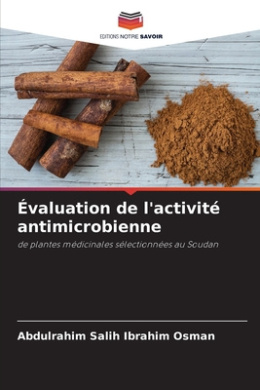 EDITIONS NOTRE SAVOIR
Évaluation de l'activité
antimicrobienne
de plantes médicinales sélectionnées au Soudan
Abdulrahim Salih Ibrahim Osman